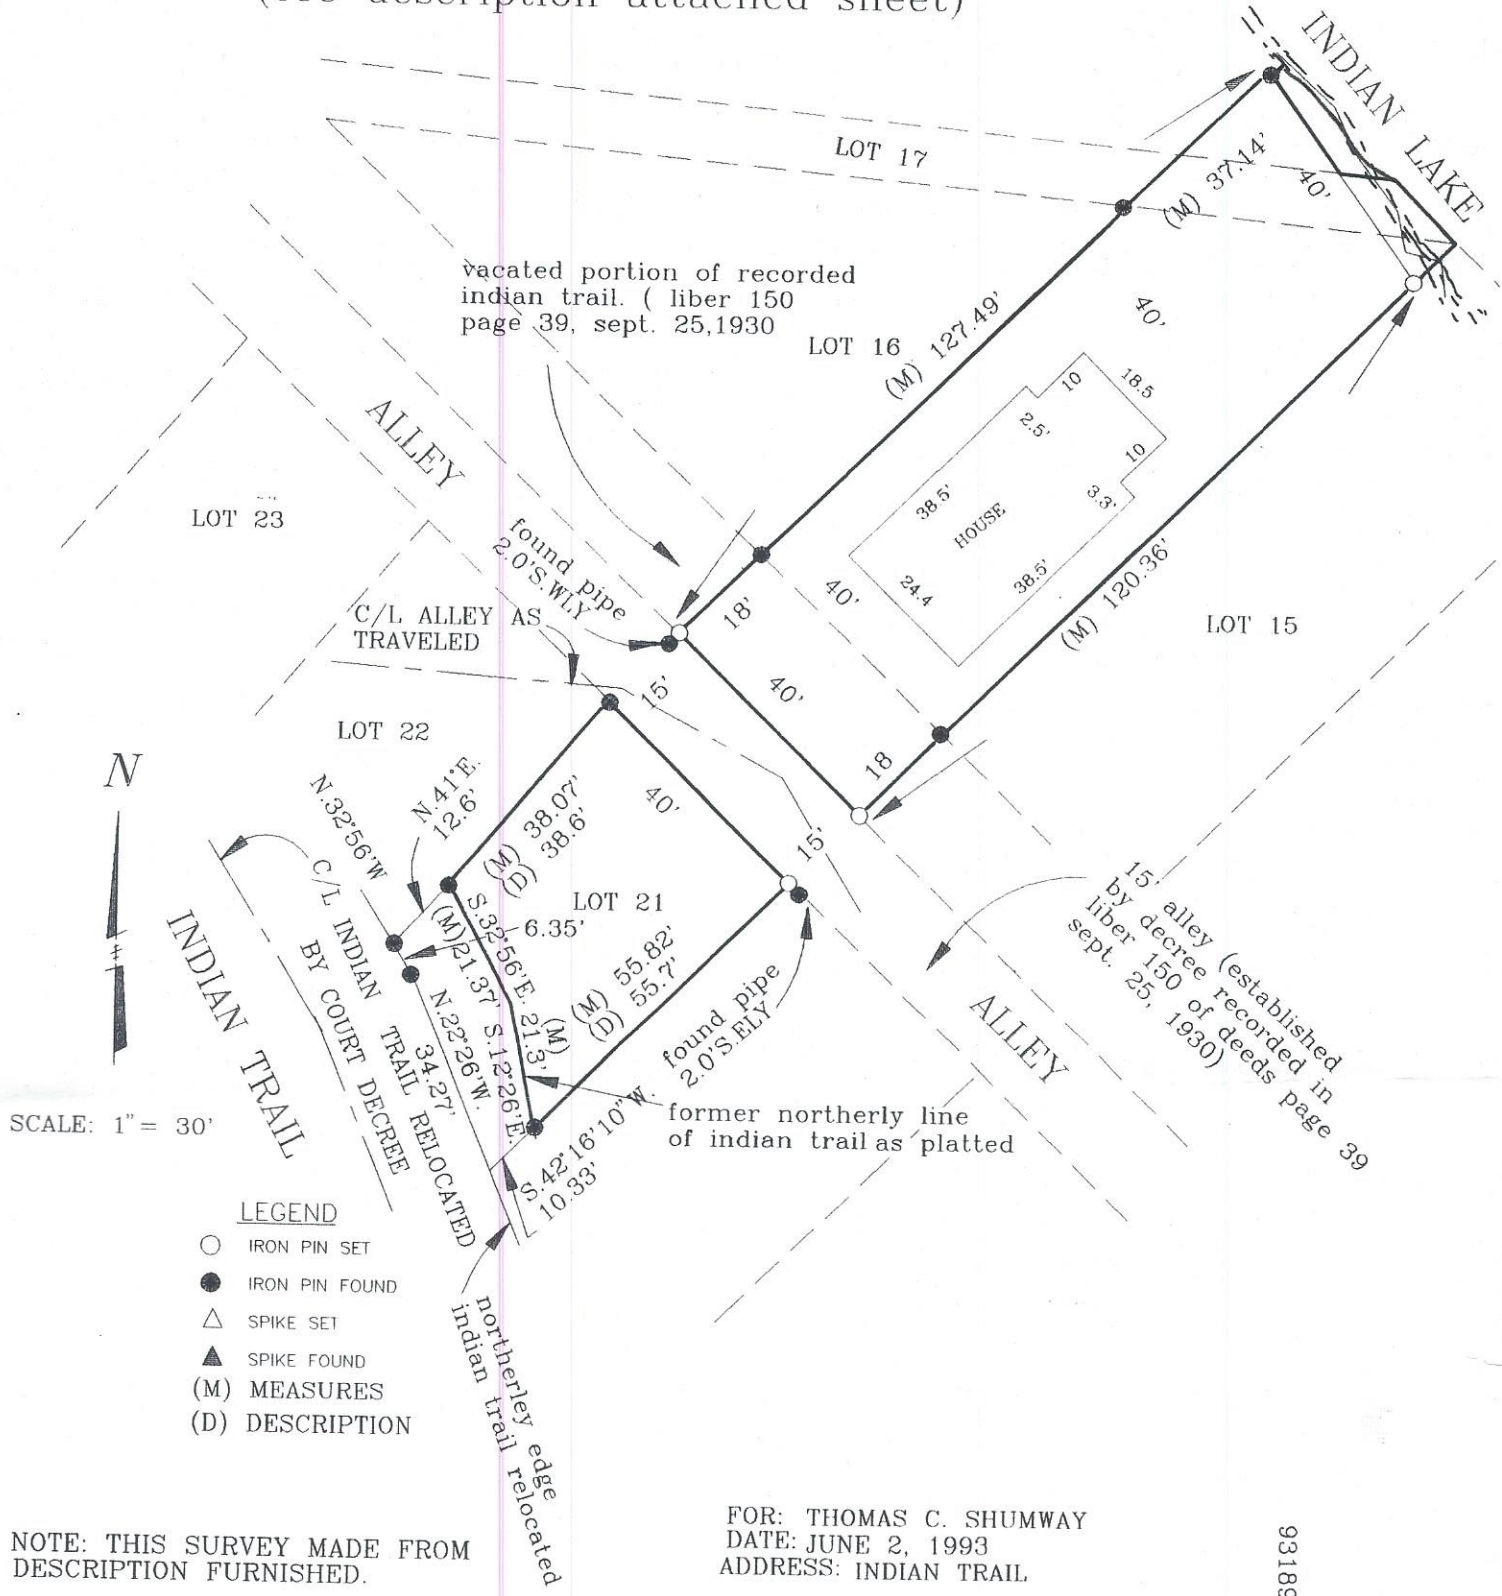 (see description attached sheet)
INDIAN LAKE
LOT 17
(M) 37.14'
40'
vacated portion of recorded
indian trail. ( liber 150
page 39, sept. 25,1930
LOT 16
(M) 127.49'
40'
10
18.5
2.5'
10
ALLEY
38.5'
HOUSE
3.3'
LOT 23
found pipe
2.0'S.WLY
24.4
38.5'
40'
(M) 120.36'
LOT 15
18'
C/L ALLEY AS
TRAVELED
15'
40'
LOT 22
18
N
N.32°56'W
N.41°E.
12.6'
(M) 38.07'
(D) 38.6'
40'
15'
15' alley (established
by decree recorded in
liber 150 of deeds page 39
sept. 25, 1930)
LOT 21
6.35'
S.32°56'E. 21.3'
(M)21.37'
(M)
S.12°26'E.
(M) 55.82'
(D) 55.7'
found pipe
2.0'S.ELY
ALLEY
C/L INDIAN TRAIL RELOCATED
BY COURT DECREE
INDIAN TRAIL
N.22°26'W.
34.27'
S.42°16'10"W.
10.33'
former northerly line
of indian trail as platted
SCALE: 1"= 30'
LEGEND
IRON PIN SET
IRON PIN FOUND
SPIKE SET
SPIKE FOUND
(M) MEASURES
(D) DESCRIPTION
northerley edge
indian trail relocated
NOTE: THIS SURVEY MADE FROM
DESCRIPTION FURNISHED.
FOR: THOMAS C. SHUMWAY
DATE: JUNE 2, 1993
ADDRESS: INDIAN TRAIL
93189